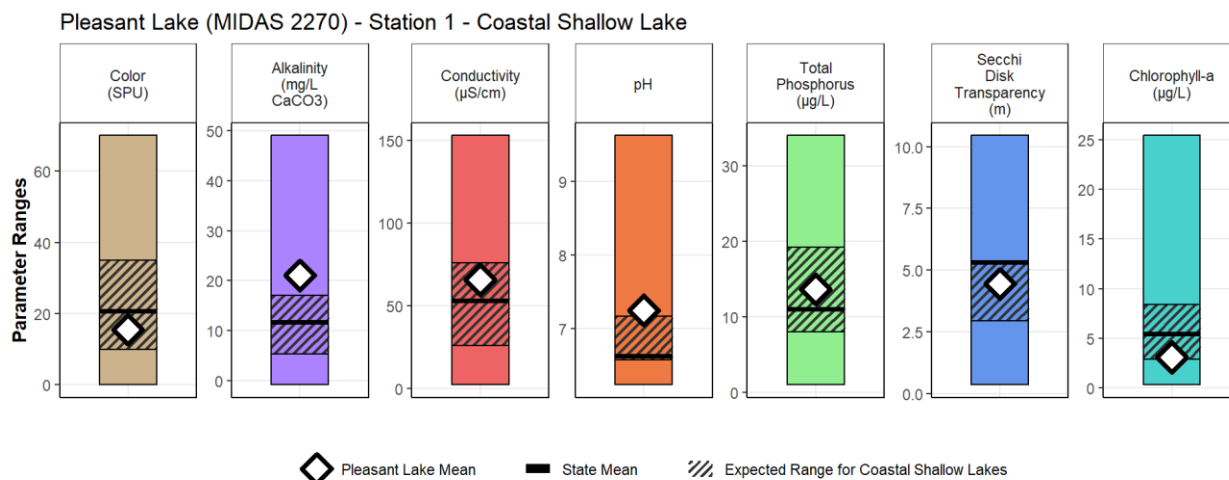 Pleasant Lake (MIDAS 2270) - Station 1 - Coastal Shallow Lake
Color
(SPU)
Alkalinity
(mg/L
CaCO3)
Conductivity
(µS/cm)
pH
Total
Phosphorus
(µg/L)
Secchi
Disk
Transparency
(m)
Chlorophyll-a
(µg/L)
Parameter Ranges
60
40
20
0
50
40
30
20
10
0
150
100
50
0
9
8
7
30
20
10
0
10.0
7.5
5.0
2.5
0.0
25
20
15
10
5
0
Pleasant Lake Mean
State Mean
Expected Range for Coastal Shallow Lakes